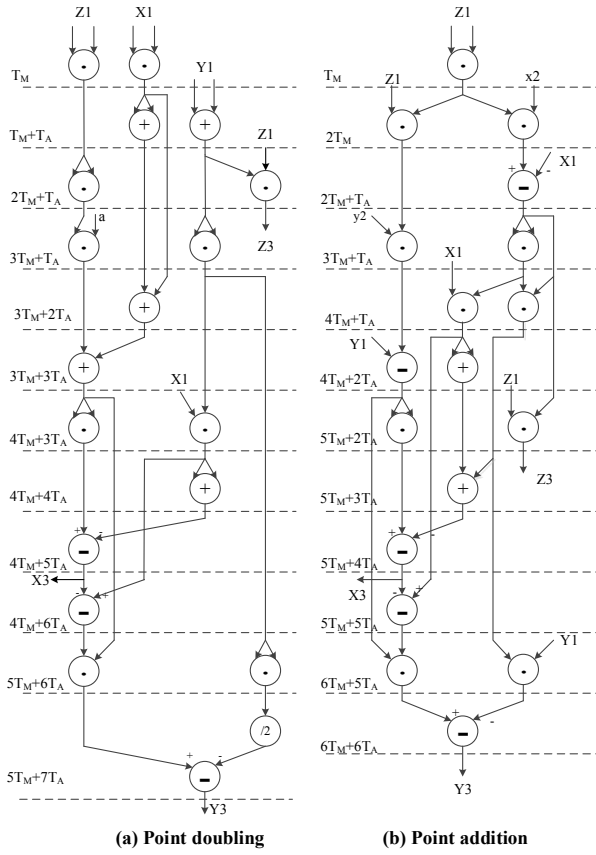 Z1 X1
Y1
T_M
+ +
Z1
T_M+T_A
2T_M+T_A
a
Z3
3T_M+T_A
+
3T_M+2T_A
+
3T_M+3T_A
X1
4T_M+3T_A
+
4T_M+4T_A
+ -
4T_M+5T_A
X3
- +
4T_M+6T_A
5T_M+6T_A
/2
+ -
5T_M+7T_A
Y3
(a) Point doubling
Z1
T_M
Z1 x2
2T_M
X1
+ -
2T_M+T_A
y2
3T_M+T_A
X1
4T_M+T_A
Y1
+
4T_M+2T_A
Z1
5T_M+2T_A
Z3
+
5T_M+3T_A
+ -
5T_M+4T_A
X3
- +
5T_M+5T_A
Y1
6T_M+5T_A
+ -
6T_M+6T_A
Y3
(b) Point addition